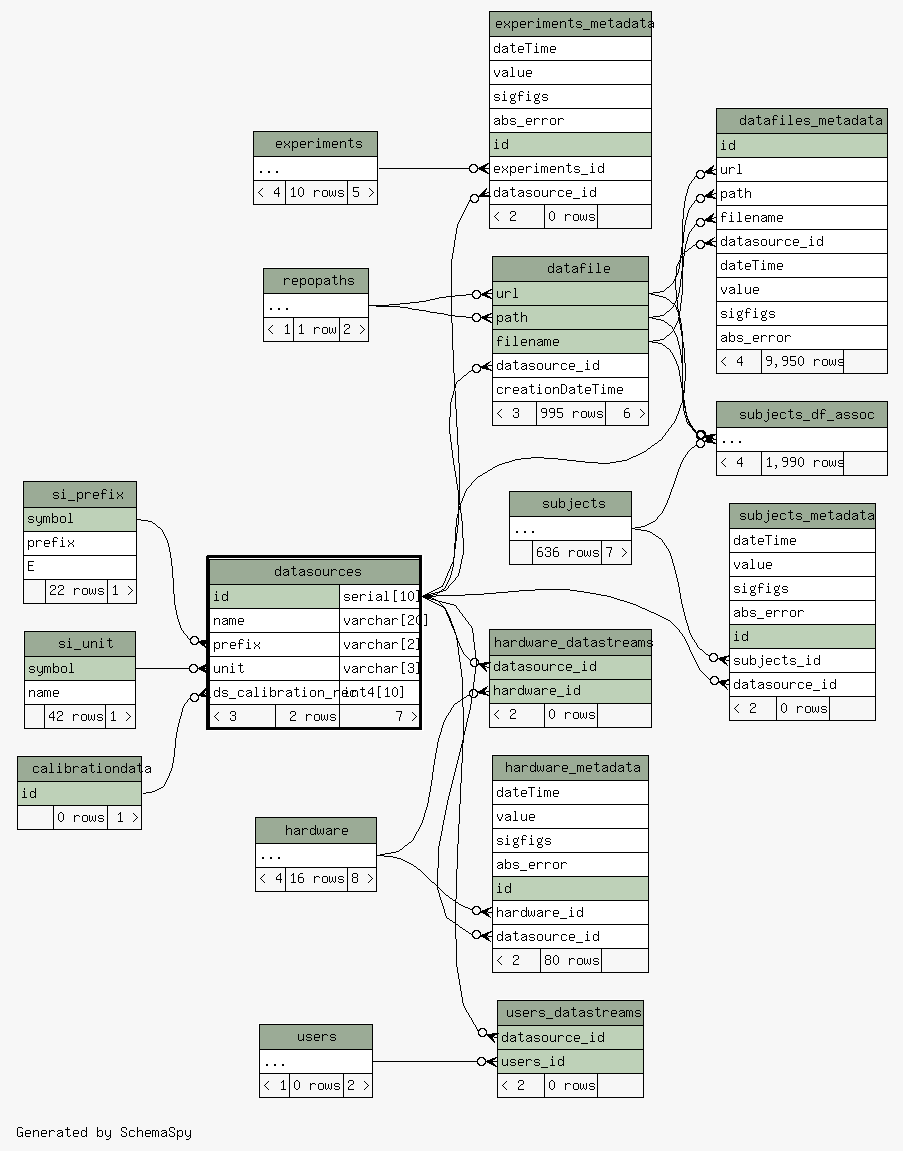 experiments_metadata
dateTime
value
sigfigs
abs_error
id
experiments_id
datasource_id
< 2 0 rows
datafiles_metadata
id
url
path
filename
datasource_id
dateTime
value
sigfigs
abs_error
< 4 9,950 rows
experiments
...
< 4 10 rows 5 >
repopaths
...
< 1 1 row 2 >
datafile
url
path
filename
datasource_id
creationDateTime
< 3 995 rows 6 >
subjects_df_assoc
...
< 4 1,990 rows
si_prefix
symbol
prefix
E
22 rows 1 >
subjects
...
636 rows 7 >
subjects_metadata
dateTime
value
sigfigs
abs_error
id
subjects_id
datasource_id
< 2 0 rows
datasources
id serial[10]
name varchar[20]
prefix varchar[2]
unit varchar[3]
int4[10]
< 3 2 rows 7 >
si_unit
symbol
name
42 rows 1 >
hardware_datastreams
datasource_id
hardware_id
< 2 0 rows
calibrationdata
id
0 rows 1 >
hardware_metadata
dateTime
value
sigfigs
abs_error
id
hardware_id
datasource_id
< 2 80 rows
hardware
...
< 4 16 rows 8 >
users_datastreams
datasource_id
users_id
< 2 0 rows
users
...
< 1 0 rows 2 >
Generated by SchemaSpy